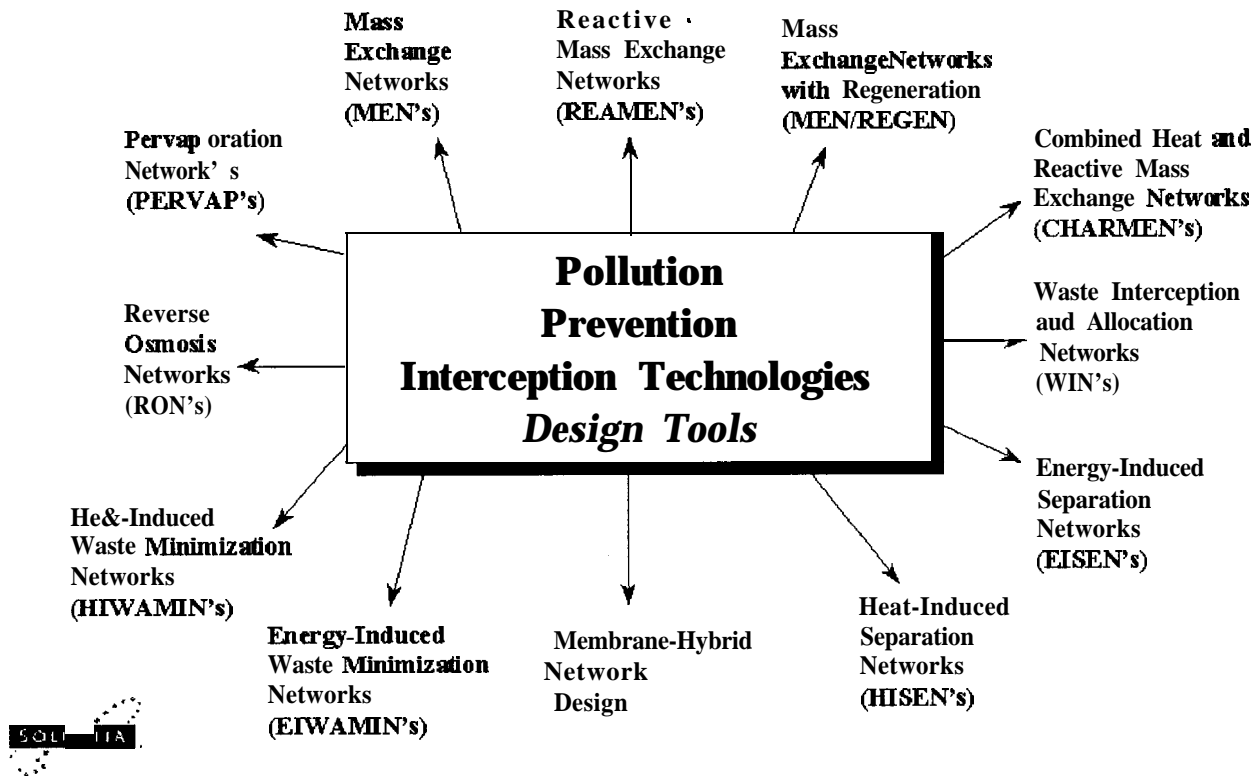 Mass
Exchange
Networks
(MEN's)
Reactive
Mass Exchange
Networks
(REAMEN's)
Mass
ExchangeNetworks
with Regeneration
(MEN/REGEN)
Pervap oration
Network' s
(PERVAP's)
Combined Heat and
Reactive Mass
Exchange Networks
(CHARMEN's)
Pollution
Prevention
Interception Technologies
Design Tools
Reverse
Osmosis
Networks
(RON's)
Waste Interception
aud Allocation
Networks
(WIN's)
Energy-Induced
Separation
Networks
(EISEN's)
He&-Induced
Waste Minimization
Networks
(HIWAMIN's)
Energy-Induced
Waste Minimization
Networks
(EIWAMIN's)
Membrane-Hybrid
Network
Design
Heat-Induced
Separation
Networks
(HISEN's)